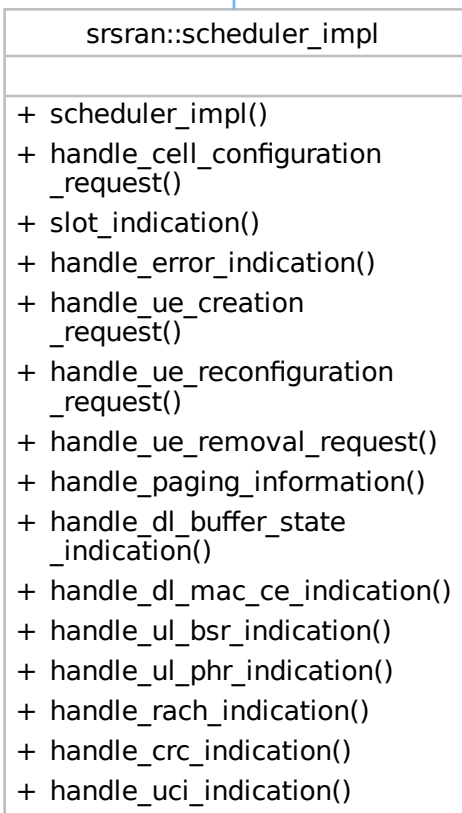 srsran::scheduler_impl
+ scheduler_impl()
+ handle_cell_configuration
_request()
+ slot_indication()
+ handle_error_indication()
+ handle_ue_creation
_request()
+ handle_ue_reconfiguration
_request()
+ handle_ue_removal_request()
+ handle_paging_information()
+ handle_dl_buffer_state
_indication()
+ handle_dl_mac_ce_indication()
+ handle_ul_bsr_indication()
+ handle_ul_phr_indication()
+ handle_rach_indication()
+ handle_crc_indication()
+ handle_uci_indication()